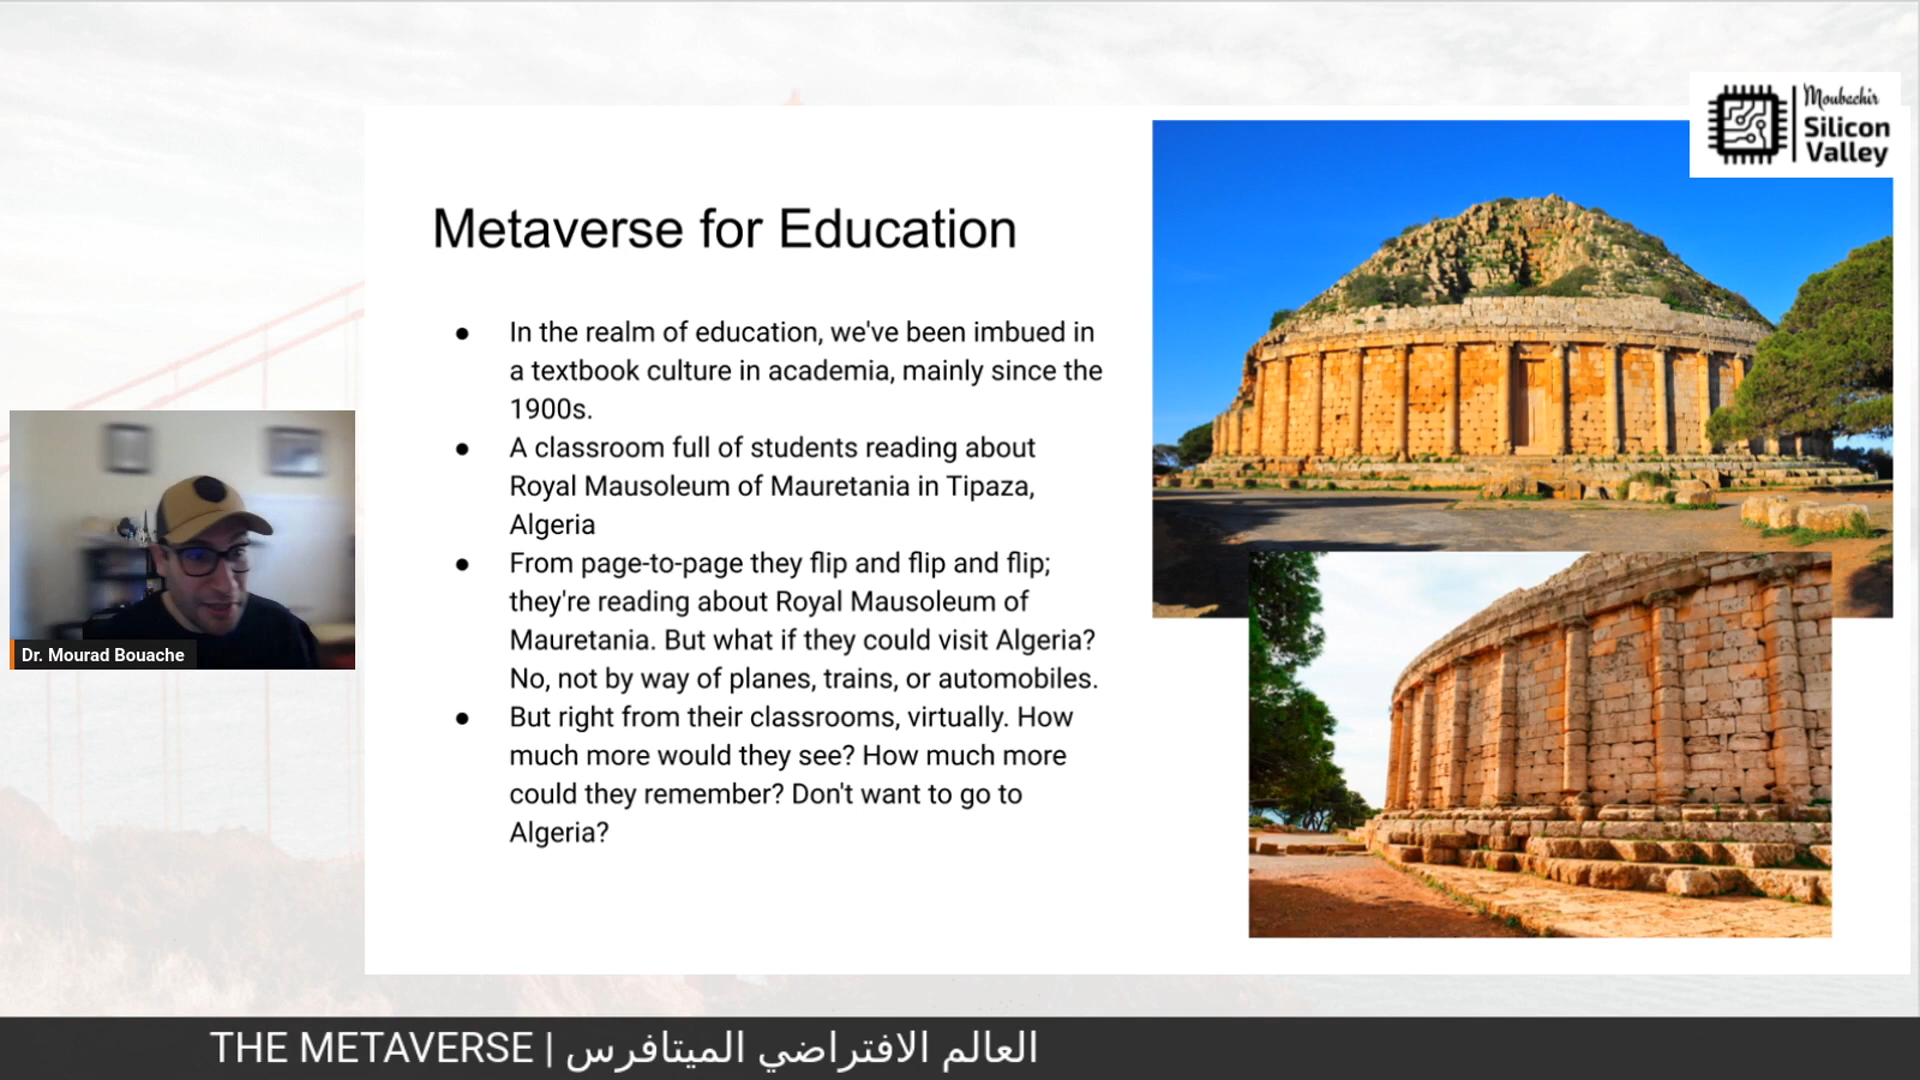 Moubachir
Silicon
Valley
Metaverse for Education
● In the realm of education, we've been imbued in
a textbook culture in academia, mainly since the
1900s.
● A classroom full of students reading about
Royal Mausoleum of Mauretania in Tipaza,
Algeria
● From page-to-page they flip and flip and flip;
they're reading about Royal Mausoleum of
Mauretania. But what if they could visit Algeria?
No, not by way of planes, trains, or automobiles.
● But right from their classrooms, virtually. How
much more would they see? How much more
could they remember? Don't want to go to
Algeria?
Dr. Mourad Bouache
THE METAVERSE | العالم الافتراضي الميتافرس